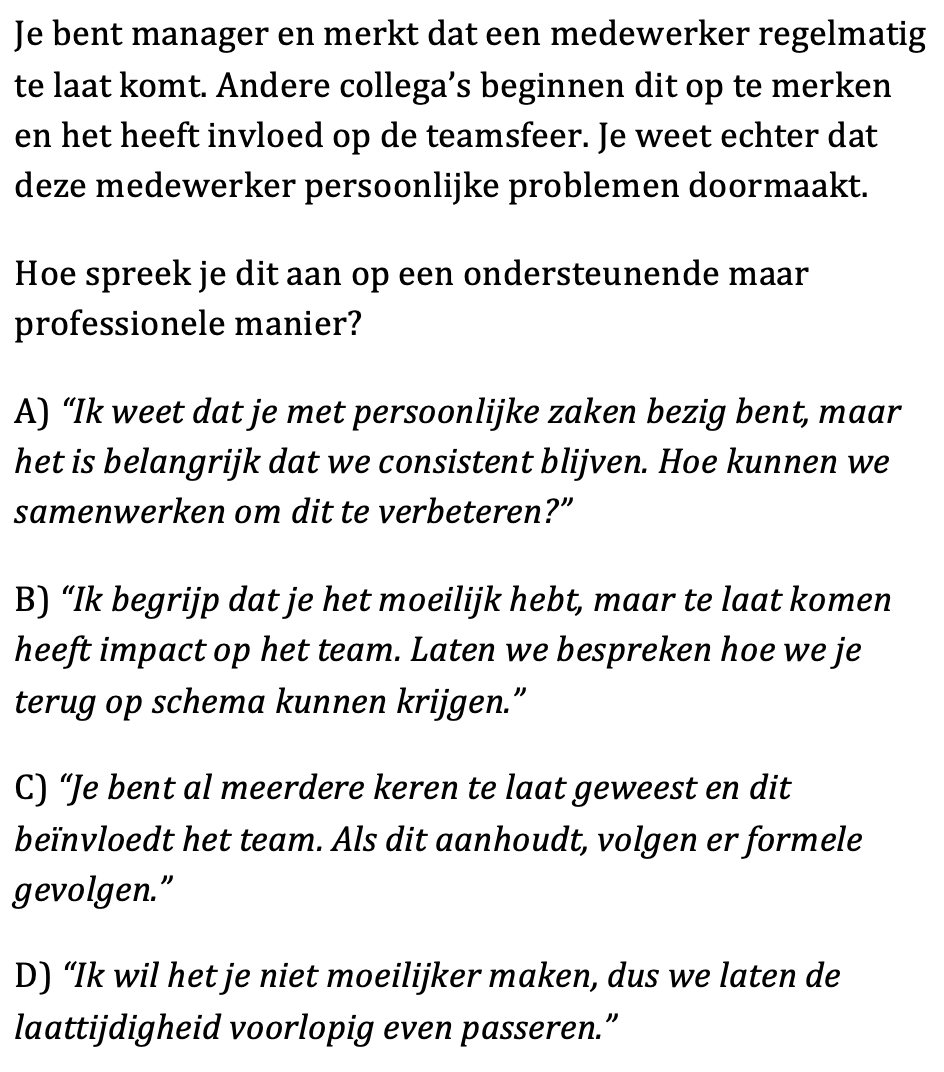 Je bent manager en merkt dat een medewerker regelmatig
te laat komt. Andere collega’s beginnen dit op te merken
en het heeft invloed op de teamsfeer. Je weet echter dat
deze medewerker persoonlijke problemen doormaakt.
Hoe spreek je dit aan op een ondersteunende maar
professionele manier?
A) “Ik weet dat je met persoonlijke zaken bezig bent, maar
het is belangrijk dat we consistent blijven. Hoe kunnen we
samenwerken om dit te verbeteren?”
B) “Ik begrijp dat je het moeilijk hebt, maar te laat komen
heeft impact op het team. Laten we bespreken hoe we je
terug op schema kunnen krijgen.”
C) “Je bent al meerdere keren te laat geweest en dit
beïnvloedt het team. Als dit aanhoudt, volgen er formele
gevolgen.”
D) “Ik wil het je niet moeilijker maken, dus we laten de
laattijdigheid voorlopig even passeren.”